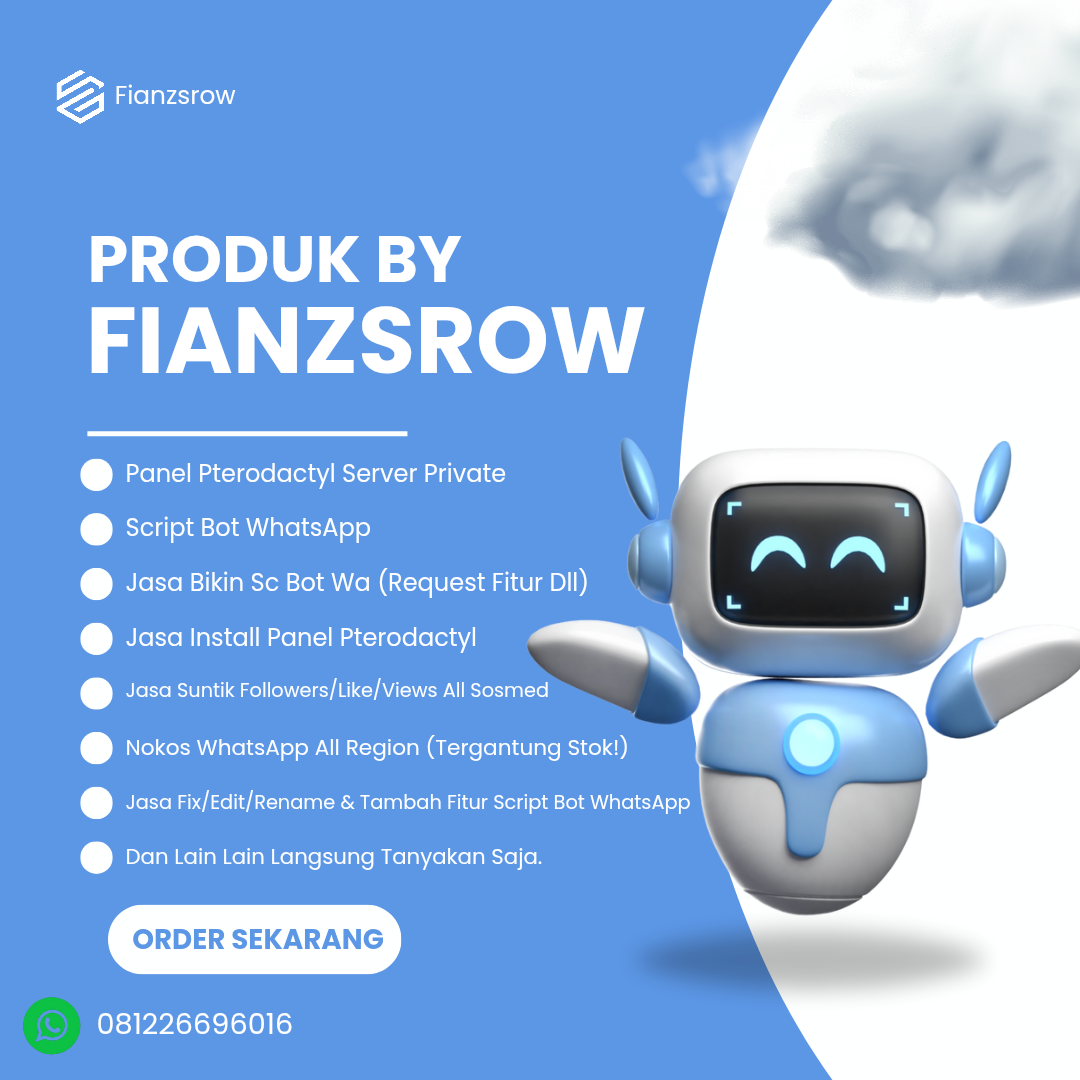 Fianzsrow
PRODUK BY
FIANZSROW
Panel Pterodactyl Server Private
Script Bot WhatsApp
Jasa Bikin Sc Bot Wa (Request Fitur Dll)
Jasa Install Panel Pterodactyl
Jasa Suntik Followers/Like/Views All Sosmed
Nokos WhatsApp All Region (Tergantung Stok!)
Jasa Fix/Edit/Rename & Tambah Fitur Script Bot WhatsApp
Dan Lain Lain Langsung Tanyakan Saja.
ORDER SEKARANG
081226696016